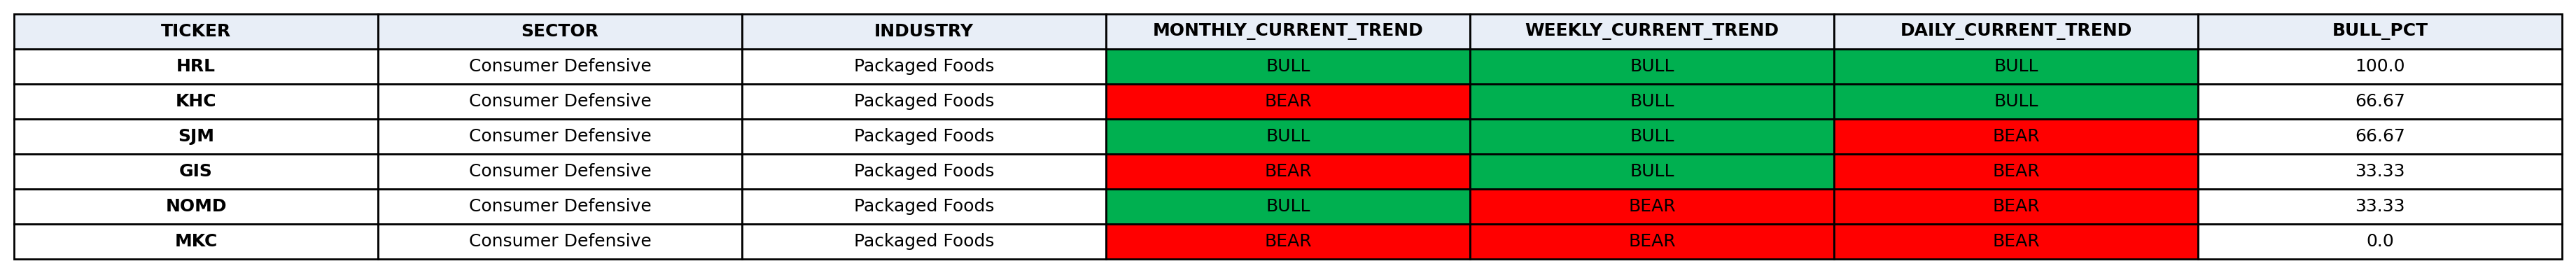 TICKER SECTOR INDUSTRY MONTHLY_CURRENT_TREND WEEKLY_CURRENT_TREND DAILY_CURRENT_TREND BULL_PCT
HRL Consumer Defensive Packaged Foods BULL BULL BULL 100.0
KHC Consumer Defensive Packaged Foods BEAR BULL BULL 66.67
SJM Consumer Defensive Packaged Foods BULL BULL BEAR 66.67
GIS Consumer Defensive Packaged Foods BEAR BULL BEAR 33.33
NOMD Consumer Defensive Packaged Foods BULL BEAR BEAR 33.33
MKC Consumer Defensive Packaged Foods BEAR BEAR BEAR 0.0